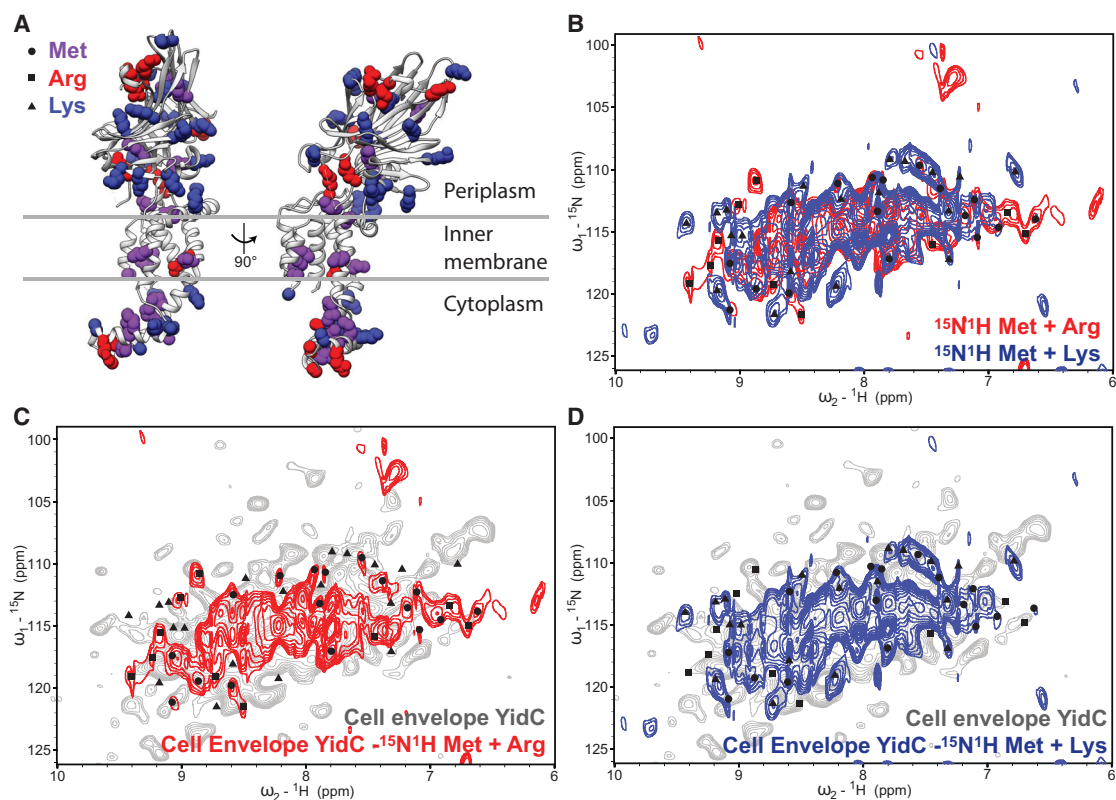 A
Met
Arg
Lys
90°
Periplasm
Inner
membrane
Cytoplasm
B
100
105
110
115
120
125
ω₁ - ¹⁵N (ppm)
10 9 8 7 6
ω₂ - ¹H (ppm)
¹⁵N¹H Met + Arg
¹⁵N¹H Met + Lys
C
100
105
110
115
120
125
ω₁ - ¹⁵N (ppm)
10 9 8 7 6
ω₂ - ¹H (ppm)
Cell envelope YidC
Cell Envelope YidC -¹⁵N¹H Met + Arg
D
100
105
110
115
120
125
ω₁ - ¹⁵N (ppm)
10 9 8 7 6
ω₂ - ¹H (ppm)
Cell envelope YidC
Cell Envelope YidC -¹⁵N¹H Met + Lys